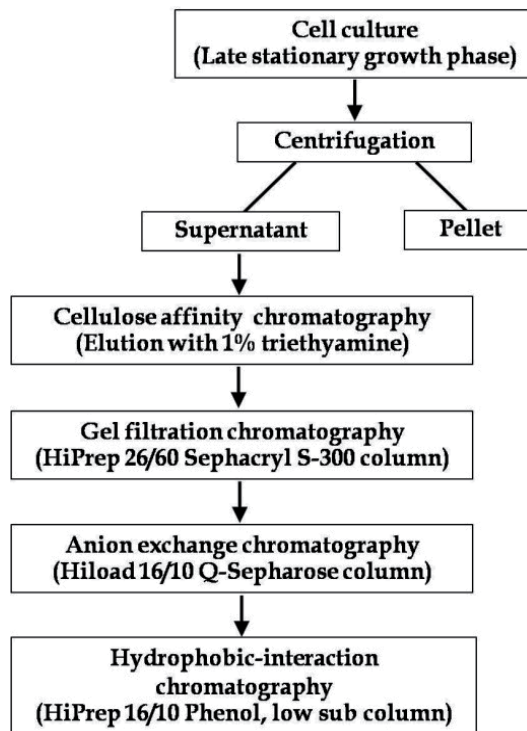 Cell culture
(Late stationary growth phase)
Centrifugation
Supernatant
Pellet
Cellulose affinity chromatography
(Elution with 1% triethyamine)
Gel filtration chromatography
(HiPrep 26/60 Sephacryl S-300 column)
Anion exchange chromatography
(Hiload 16/10 Q-Sepharose column)
Hydrophobic-interaction
chromatography
(HiPrep 16/10 Phenol, low sub column)